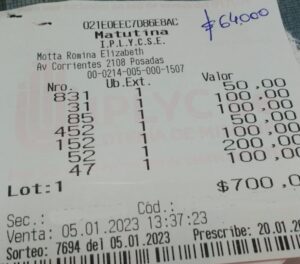 021E0EEC7D86E8AC
$64.000
Matutina
I.P.L.Y.C.S.E.
Motta Romina Elizabeth
Av Corrientes 2108 Posadas
00-0214-005-000-1507
Nro. Ub.Ext. Valor
831 1 50,00
31 1 100,00
85 1 100,00
452 1 50,00
152 1 100,00
52 1 200,00
47 1 100,00
Lot:1 $700,0
Sec.: Cód.:
Venta: 05.01.2023 13:37:23
Sorteo: 7694 del 05.01.2023 Prescribe: 20.01.20